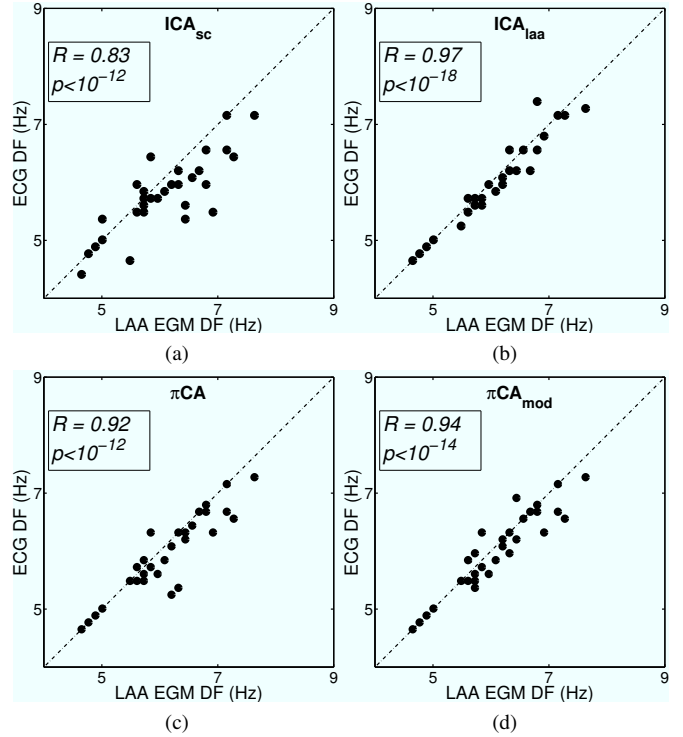 ICAsc
R = 0.83
p<10−12
9
7
5
ECG DF (Hz)
5 7 9
LAA EGM DF (Hz)
(a)
ICAlaa
R = 0.97
p<10−18
9
7
5
ECG DF (Hz)
5 7 9
LAA EGM DF (Hz)
(b)
πCA
R = 0.92
p<10−12
9
7
5
ECG DF (Hz)
5 7 9
LAA EGM DF (Hz)
(c)
πCAmod
R = 0.94
p<10−14
9
7
5
ECG DF (Hz)
5 7 9
LAA EGM DF (Hz)
(d)